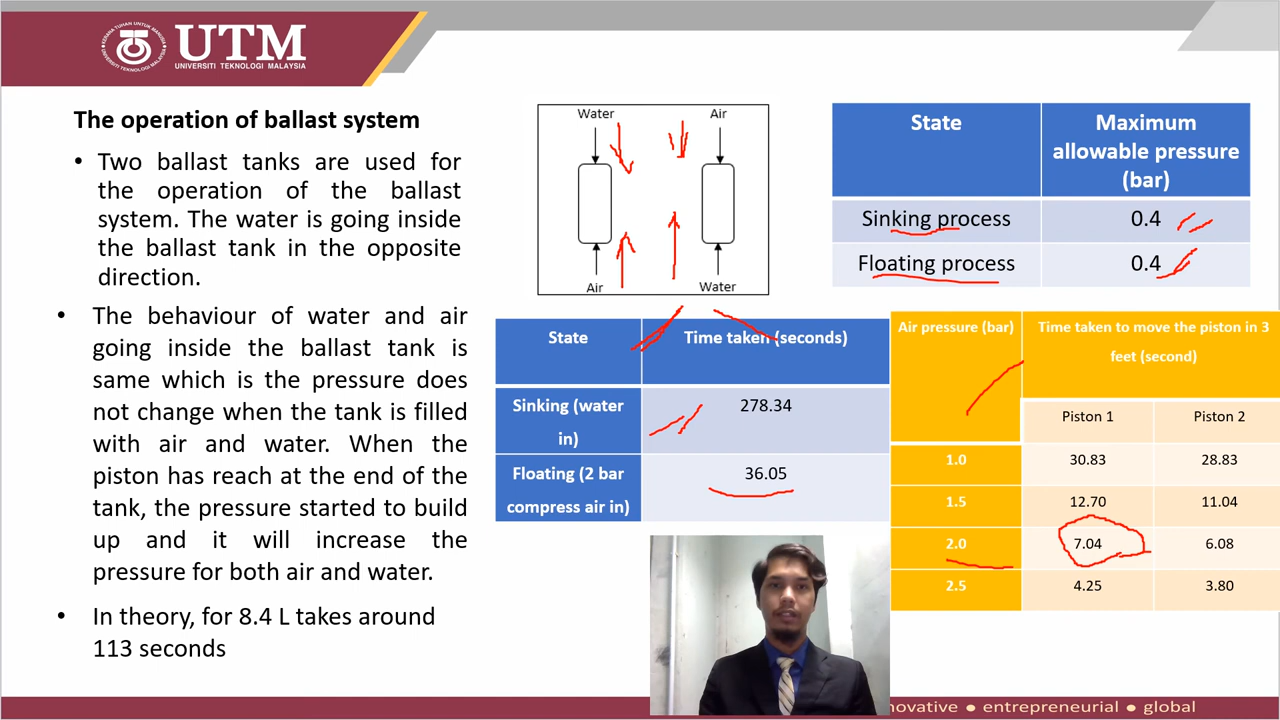 UTM
UNIVERSITI TEKNOLOGI MALAYSIA
The operation of ballast system
• Two ballast tanks are used for
the operation of the ballast
system. The water is going inside
the ballast tank in the opposite
direction.
• The behaviour of water and air
going inside the ballast tank is
same which is the pressure does
not change when the tank is filled
with air and water. When the
piston has reach at the end of the
tank, the pressure started to build
up and it will increase the
pressure for both air and water.
• In theory, for 8.4 L takes around
113 seconds
Water Air
Air Water
State Maximum
allowable pressure
(bar)
Sinking process 0.4
Floating process 0.4
State Time taken (seconds)
Sinking (water 278.34
in)
Floating (2 bar 36.05
compress air in)
Air pressure (bar) Time taken to move the piston in 3
feet (second)
Piston 1 Piston 2
1.0 30.83 28.83
1.5 12.70 11.04
2.0 7.04 6.08
2.5 4.25 3.80
novative ● entrepreneurial ● global